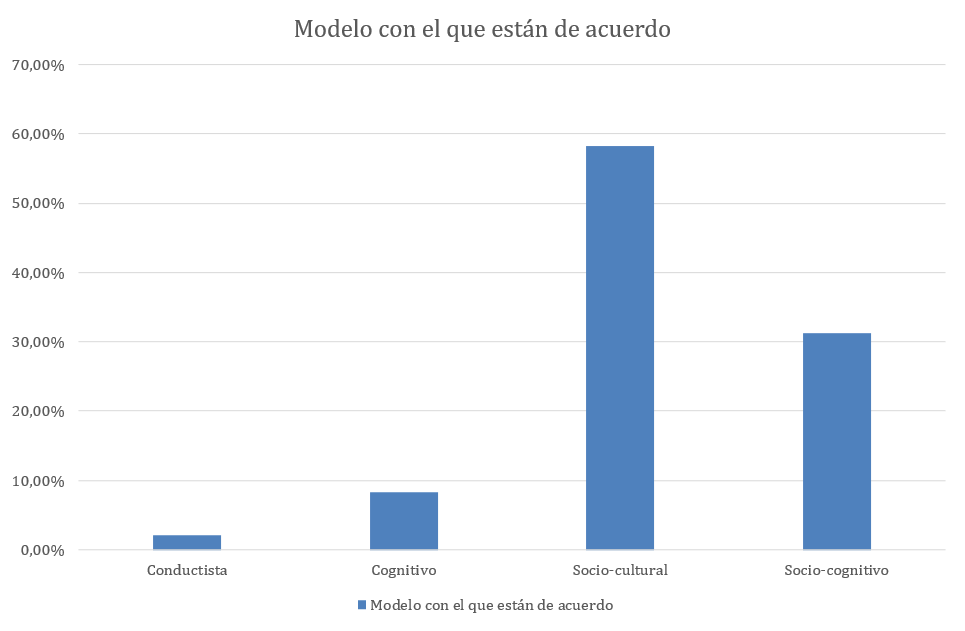 Modelo con el que están de acuerdo
70,00%
60,00%
50,00%
40,00%
30,00%
20,00%
10,00%
0,00%
Conductista
Cognitivo
Socio-cultural
Socio-cognitivo
Modelo con el que están de acuerdo